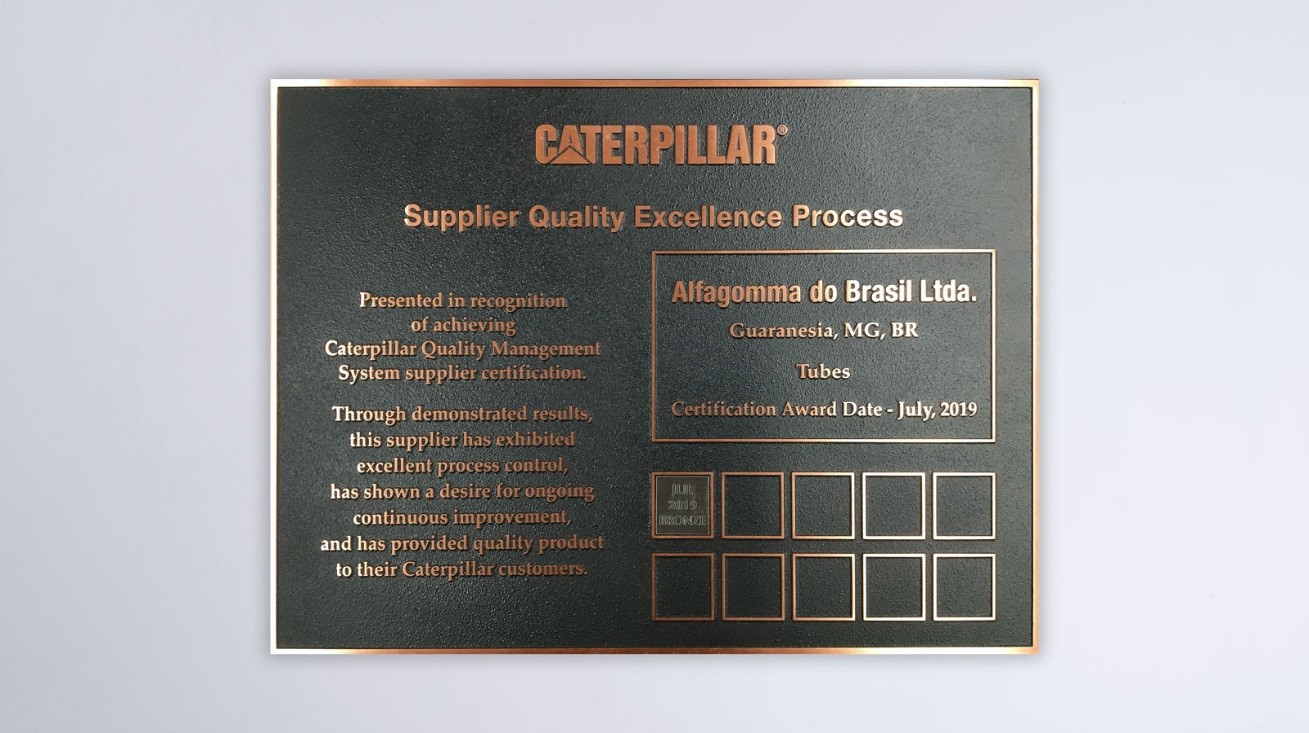 CATERPILLAR®
Supplier Quality Excellence Process
Presented in recognition
of achieving
Caterpillar Quality Management
System supplier certification.
Through demonstrated results,
this supplier has exhibited
excellent process control,
has shown a desire for ongoing
continuous improvement,
and has provided quality product
to their Caterpillar customers.
Alfagomma do Brasil Ltda.
Guaranesia, MG, BR
Tubes
Certification Award Date - July, 2019
JUL
2019
BRONZE